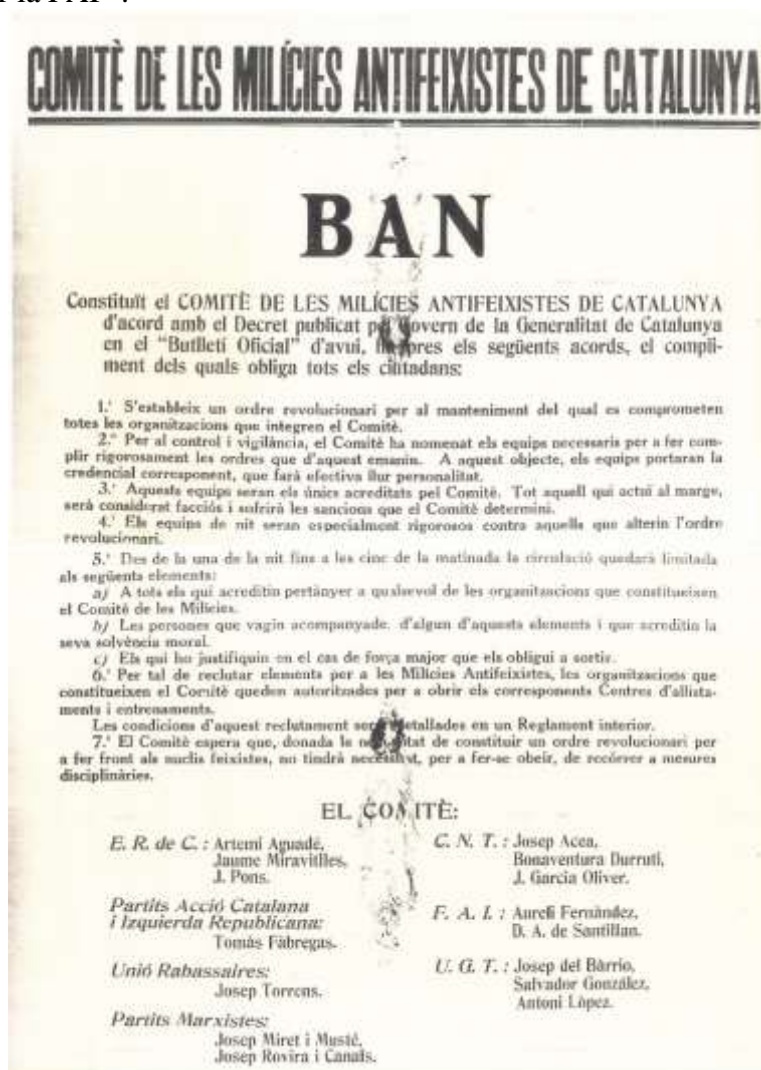 COMITÈ DE LES MILÍCIES ANTIFEIXISTES DE CATALUNYA
BAN
Constituït el COMITÈ DE LES MILÍCIES ANTIFEIXISTES DE CATALUNYA
d'acord amb el Decret publicat pel Govern de la Generalitat de Catalunya
en el "Butlletí Oficial" d'avui, ha pres els següents acords, el compli-
ment dels quals obliga tots els ciutadans:
1.ʳ S'estableix un ordre revolucionari per al manteniment del qual es comprometen
totes les organitzacions que integren el Comitè.
2.ⁿ Per al control i vigilància, el Comitè ha nomenat els equips necessaris per a fer com-
plir rigorosament les ordres que d'aquest emanin. A aquest objecte, els equips portaran la
credencial corresponent, que farà efectiva llur personalitat.
3.ʳ Aquests equips seran els únics acreditats pel Comitè. Tot aquell qui actuï al marge,
serà considerat facciós i sofrirà les sancions que el Comitè determini.
4.ᵗ Els equips de nit seran especialment rigorosos contra aquells que alterin l'ordre
revolucionari.
5.ᵗ Des de la una de la nit fins a les cinc de la matinada la circulació quedarà limitada
als següents elements:
a) A tots els qui acreditin pertànyer a qualsevol de les organitzacions que constitueixen
el Comitè de les Milícies.
b) Les persones que vagin acompanyades d'algun d'aquests elements i que acreditin la
seva solvència moral.
c) Els qui ho justifiquin en el cas de força major que els obligui a sortir.
6.ᵗ Per tal de reclutar elements per a les Milícies Antifeixistes, les organitzacions que
constitueixen el Comitè queden autoritzades per a obrir els corresponents Centres d'allista-
ments i entrenaments.
Les condicions d'aquest reclutament seran detallades en un Reglament interior.
7.ᵗ El Comitè espera que, donada la necessitat de constituir un ordre revolucionari per
a fer front als nuclis feixistes, no tindrà necessitat, per a fer-se obeir, de recórrer a mesures
disciplinàries.
EL COMITÈ:
E. R. de C.: Artemi Aguadé,
Jaume Miravitlles,
J. Pons.
Partits Acció Catalana
i Izquierda Republicana:
Tomàs Fàbregas.
Unió Rabassaires:
Josep Torrens.
Partits Marxistes:
Josep Miret i Musté,
Josep Rovira i Canals.
C. N. T.: Josep Acea,
Bonaventura Durruti,
J. Garcia Oliver.
F. A. I.: Aureli Fernàndez,
D. A. de Santillan.
U. G. T.: Josep del Bàrrio,
Salvador González,
Antoni López.